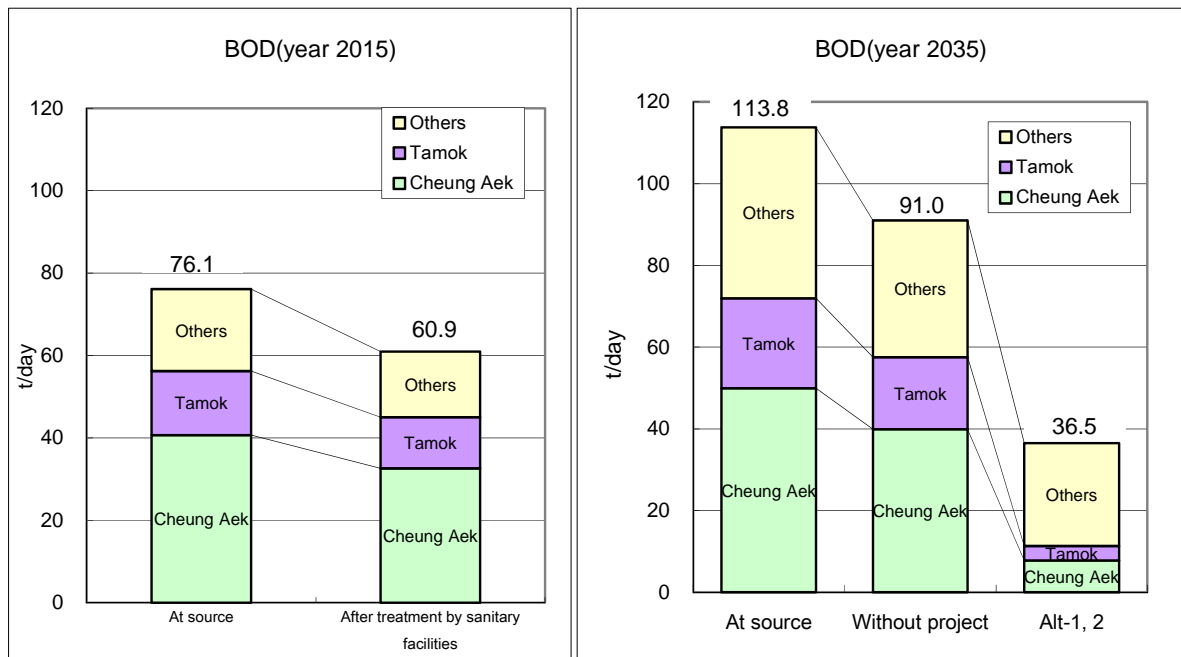 BOD(year 2015)
120
100
80
60
40
20
0
t/day
Others
Tamok
Cheung Aek
76.1
Others
Tamok
Cheung Aek
60.9
Others
Tamok
Cheung Aek
At source
After treatment by sanitary
facilities
BOD(year 2035)
120
100
80
60
40
20
0
t/day
Others
Tamok
Cheung Aek
113.8
Others
Tamok
Cheung Aek
91.0
Others
Tamok
Cheung Aek
36.5
Others
Tamok
Cheung Aek
At source
Without project
Alt-1, 2